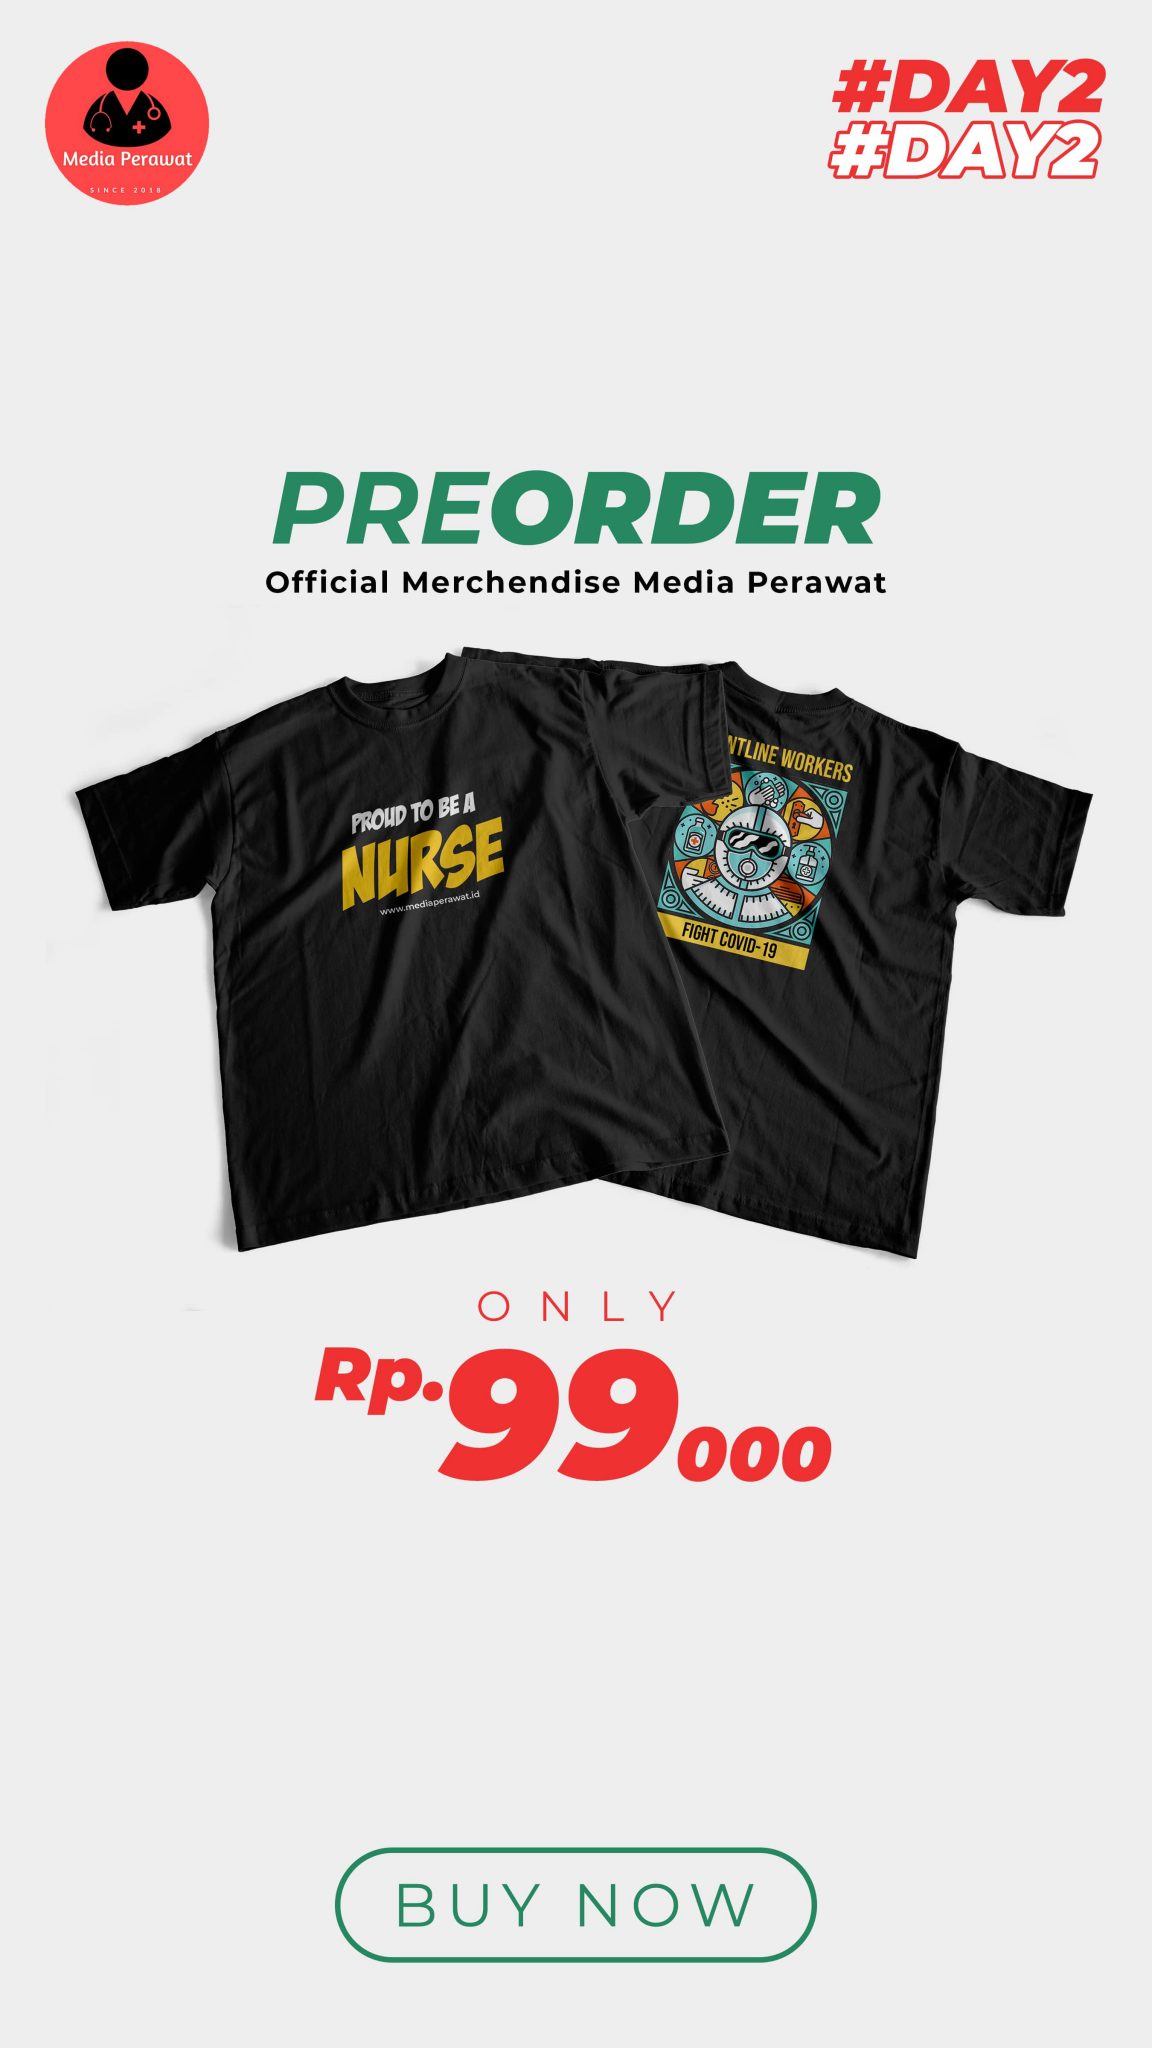 Media Perawat
SINCE 2018
#DAY2
#DAY2
PREORDER
Official Merchendise Media Perawat
PROUD TO BE A
NURSE
www.mediaperawat.id
WORKERS
FIGHT COVID-19
ONLY
Rp.99000
BUY NOW